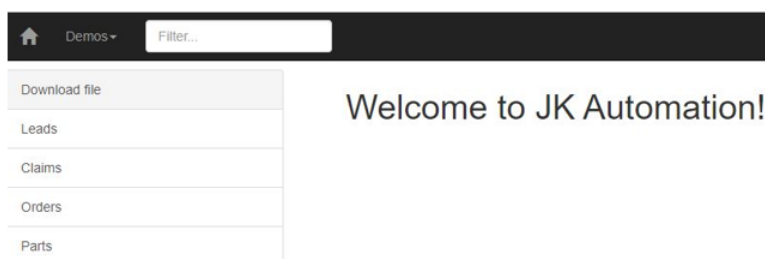 Demos
Filter...
Download file
Welcome to JK Automation!
Leads
Claims
Orders
Parts